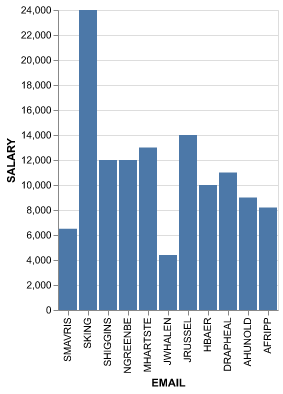 24,000
22,000
20,000
18,000
16,000
14,000
12,000
10,000
8,000
6,000
4,000
2,000
0
SALARY
SMAVRIS
SKING
SHIGGINS
NGREENBE
MHARTSTE
JWHALEN
JRUSSEL
HBAER
DRAPHEAL
AHUNOLD
AFRIPP
EMAIL